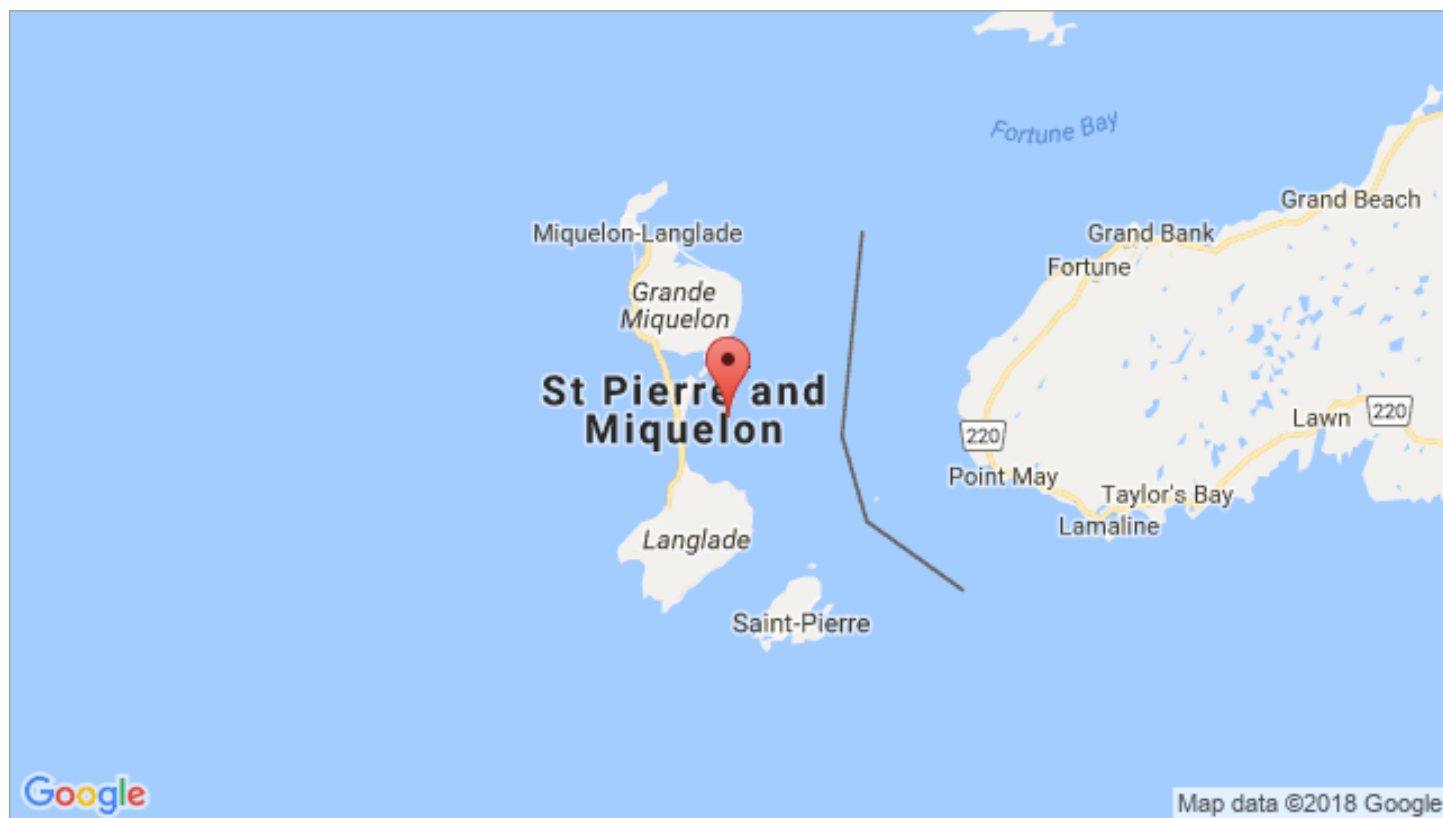 Fortune Bay
Grand Beach
Miquelon-Langlade
Grand Bank
Fortune
Grande
Miquelon
St Pierre and
Miquelon
220
Lawn
220
Point May
Taylor's Bay
Lamaline
Langlade
Saint-Pierre
Google
Map data ©2018 Google